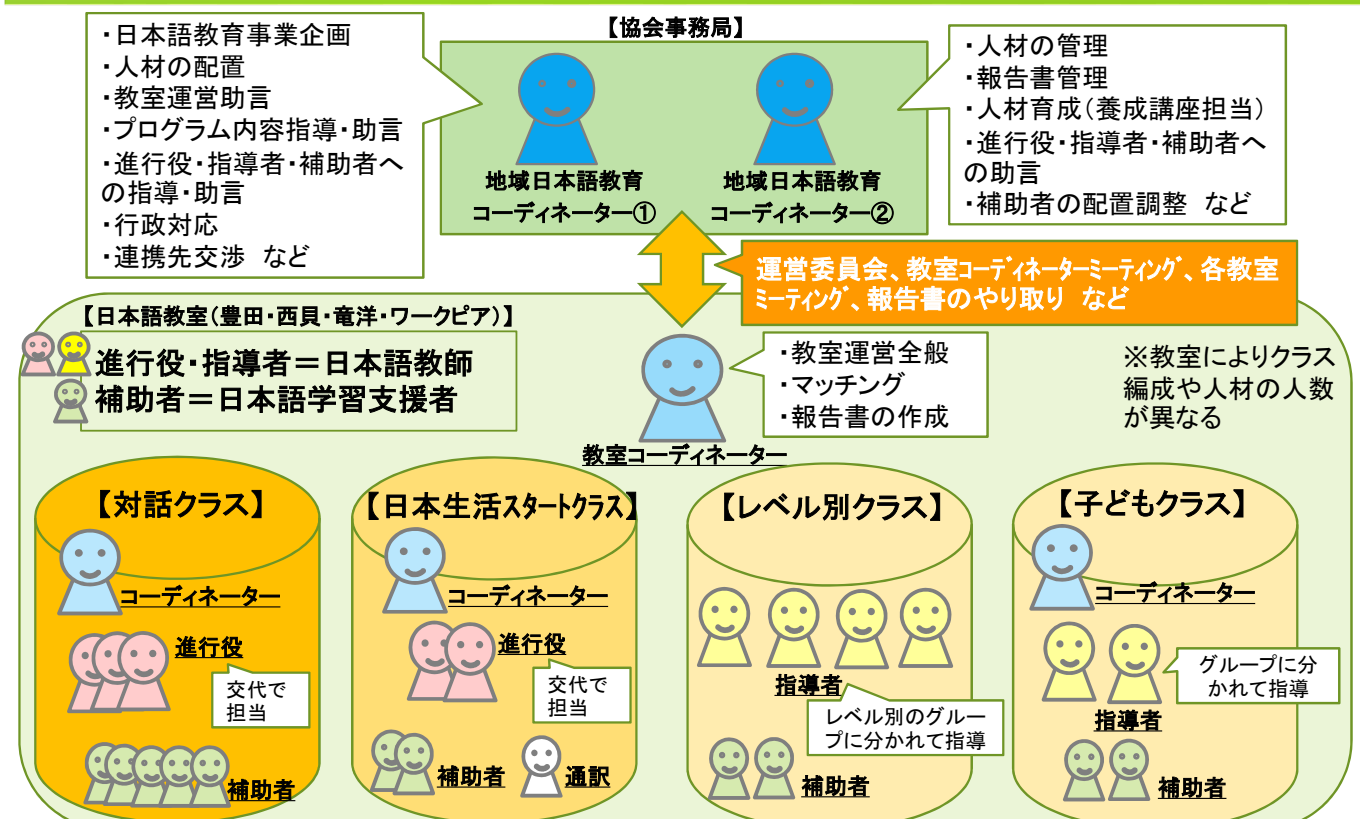 【協会事務局】
・日本語教育事業企画
・人材の配置
・教室運営助言
・プログラム内容指導・助言
・進行役・指導者・補助者へ
の指導・助言
・行政対応
・連携先交渉 など
地域日本語教育
コーディネーター①
地域日本語教育
コーディネーター②
・人材の管理
・報告書管理
・人材育成(養成講座担当)
・進行役・指導者・補助者へ
の助言
・補助者の配置調整 など
運営委員会、教室コーディネーターミーティング、各教室
ミーティング、報告書のやり取り など
【日本語教室(豊田・西貝・竜洋・ワークピア)】
進行役・指導者=日本語教師
補助者=日本語学習支援者
・教室運営全般
・マッチング
・報告書の作成
※教室によりクラス
編成や人材の人数
が異なる
教室コーディネーター
【対話クラス】
コーディネーター
進行役
交代で
担当
補助者
【日本生活スタートクラス】
コーディネーター
進行役
交代で
担当
補助者
通訳
【レベル別クラス】
指導者
レベル別のグルー
プに分かれて指導
補助者
【子どもクラス】
コーディネーター
グループに分
かれて指導
指導者
補助者